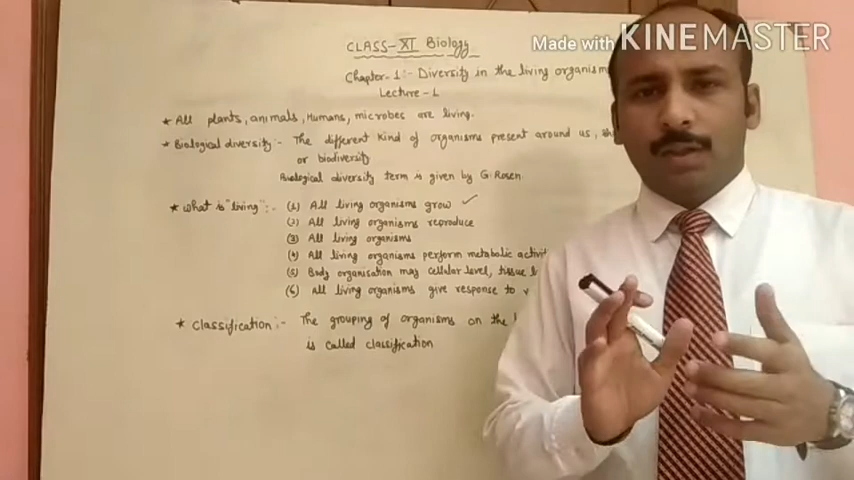 CLASS-XI Biology
Made with KINEMASTER
Chapter-1:- Diversity in the living organisms
Lecture-1
* All plants, animals, Humans, microbes are living.
* Biological diversity:- The different kind of organisms present around us,
or biodiversity
Biological diversity term is given by G. Rosen
* What is "living":- (1) All living organisms grow ✓
(2) All living organisms reproduce
(3) All living organisms
(4) All living organisms perform metabolic
(5) Body organisation may cellular level, tissue
(6) All living organisms give response to
* Classification:- The grouping of organisms on the
is called classification